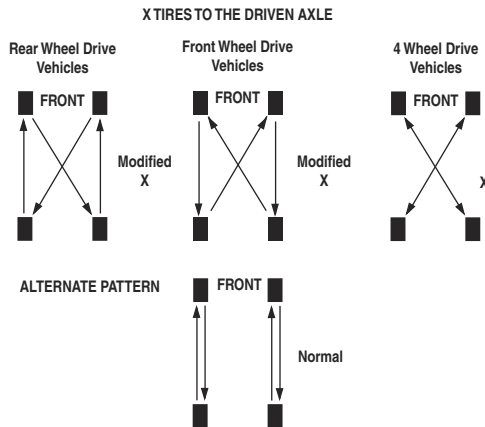 X TIRES TO THE DRIVEN AXLE
Rear Wheel Drive
Vehicles
Front Wheel Drive
Vehicles
4 Wheel Drive
Vehicles
FRONT
FRONT
FRONT
Modified
X
Modified
X
X
ALTERNATE PATTERN
FRONT
Normal